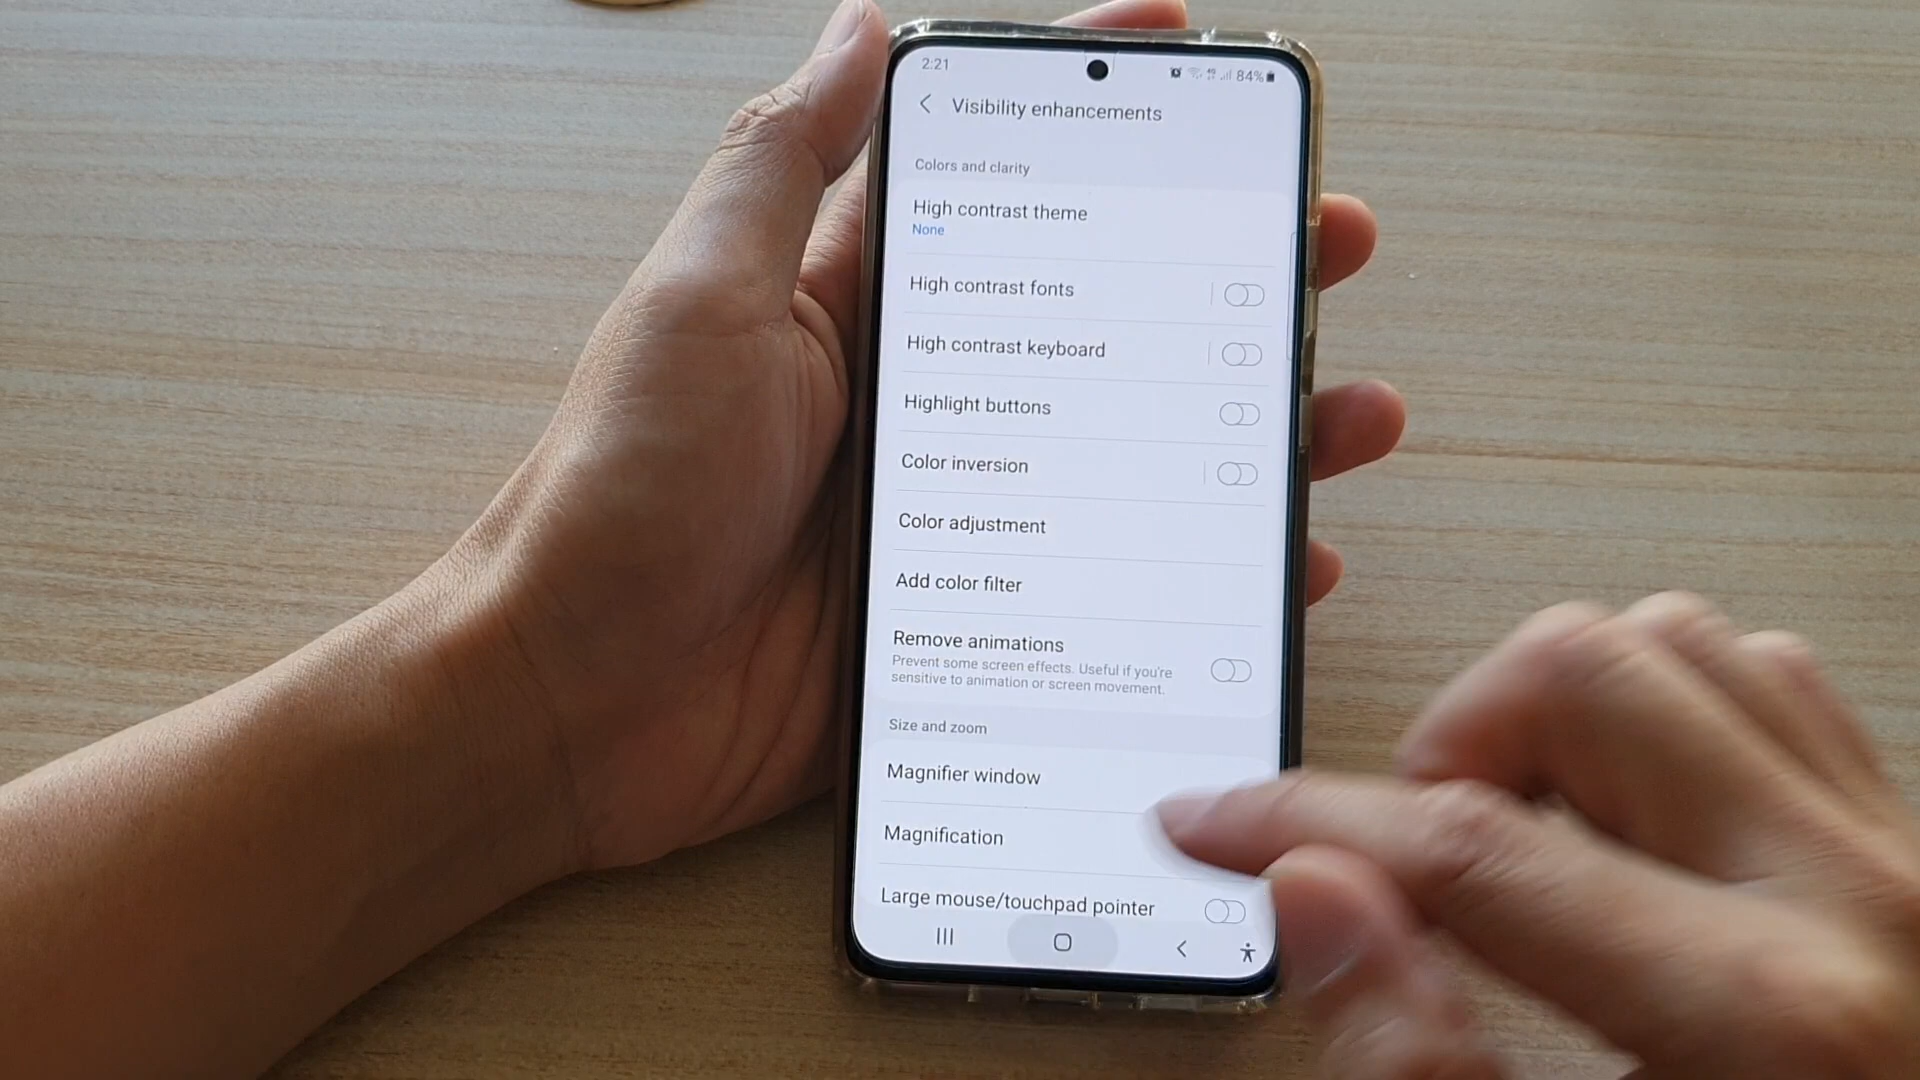 2:21
84%
Visibility enhancements
Colors and clarity
High contrast theme
None
High contrast fonts
High contrast keyboard
Highlight buttons
Color inversion
Color adjustment
Add color filter
Remove animations
Prevent some screen effects. Useful if you're
sensitive to animation or screen movement.
Size and zoom
Magnifier window
Magnification
Large mouse/touchpad pointer